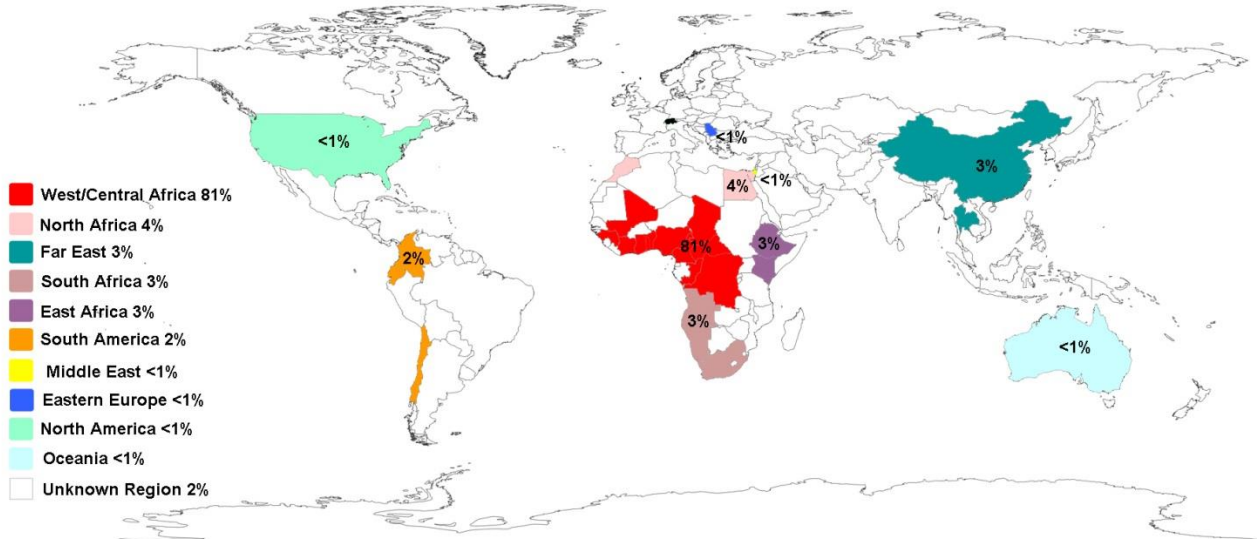 <1%
<1%
3%
West/Central Africa 81%
4%
<1%
North Africa 4%
Far East 3%
81%
3%
2%
South Africa 3%
East Africa 3%
3%
South America 2%
<1%
Middle East <1%
Eastern Europe <1%
North America <1%
Oceania <1%
Unknown Region 2%